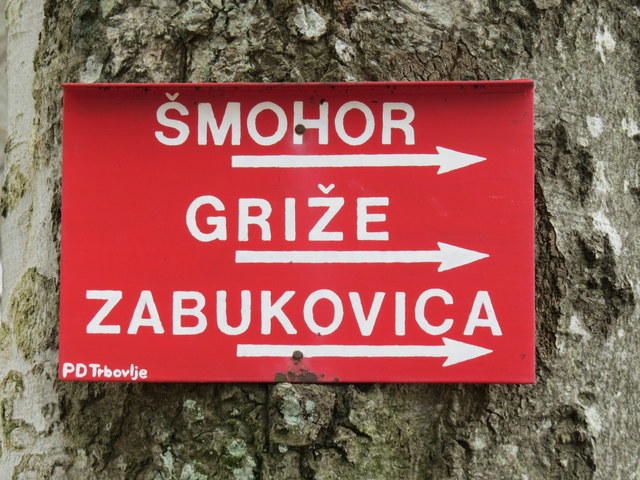 ŠMOHOR
GRIŽE
ZABUKOVICA
PD Trbovlje